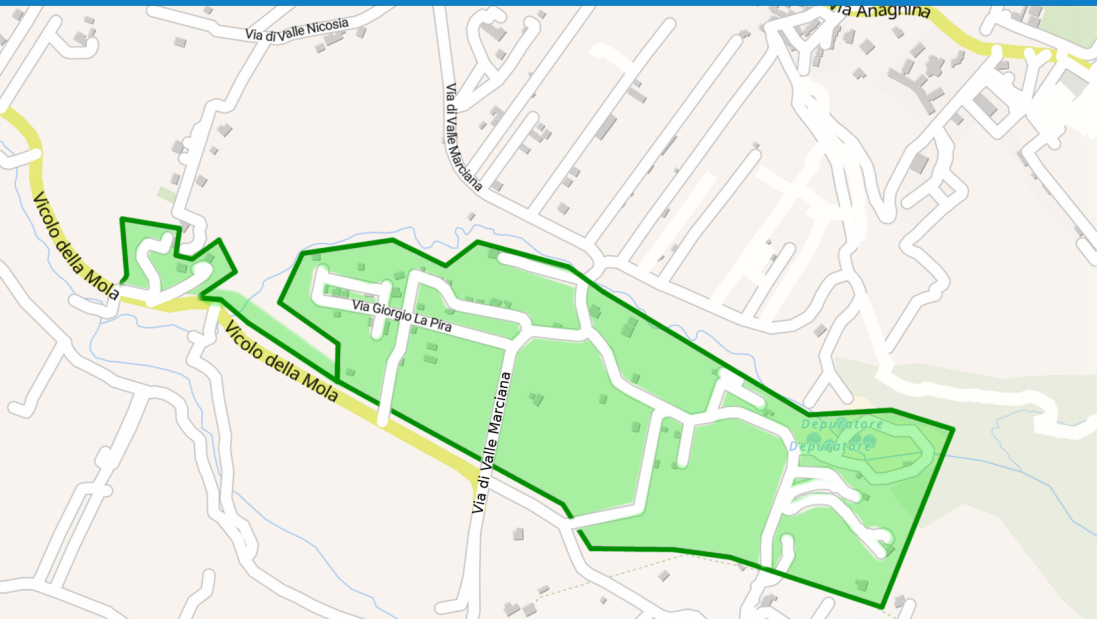 Via Anagnina
Via di Valle Nicosia
Via di Valle Marciana
Vicolo della Mola
Via Giorgio La Pira
Vicolo della Mola
Via di Valle Marciana
Depuratore
Depuratore